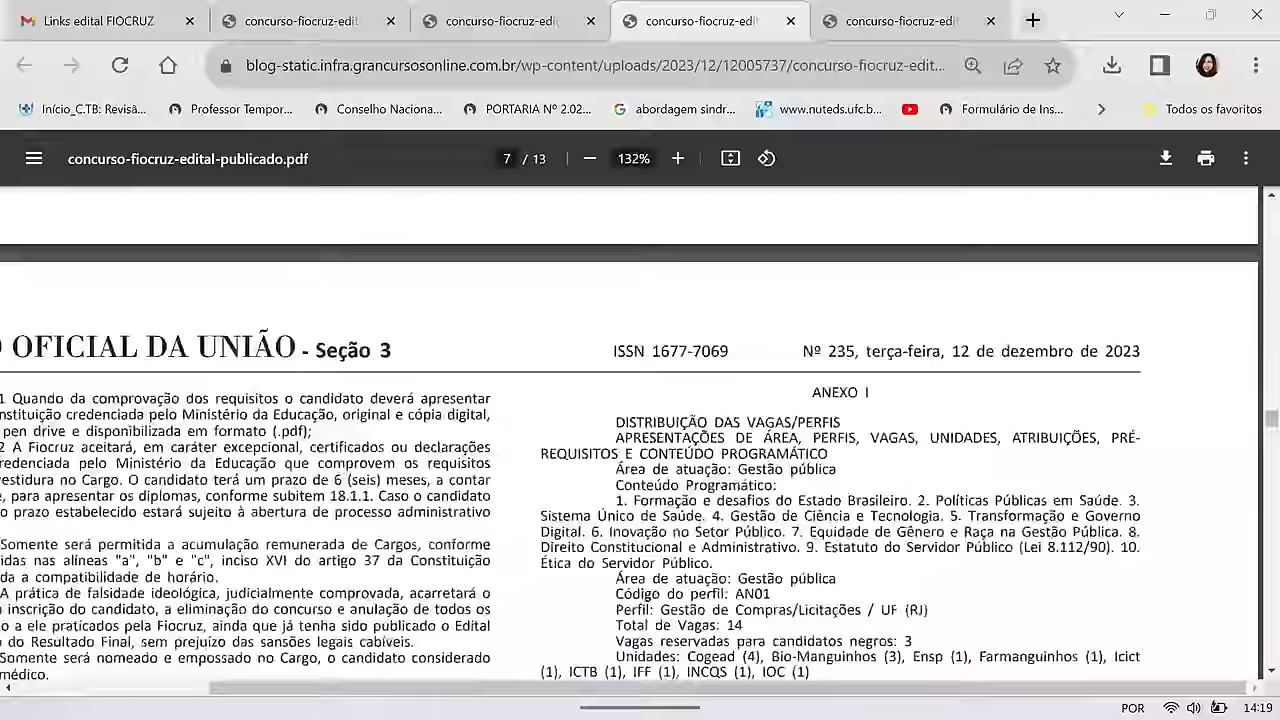 Links edital FIOCRUZ
concurso-fiocruz-edit
concurso-fiocruz-edi
concurso-fiocruz-edit
concurso-fiocruz-edit
blog-static.infra.grancursosonline.com.br/wp-content/uploads/2023/12/12005737/concurso-fiocruz-edit...
Início_C.TB: Revisã...
Professor Tempor...
Conselho Naciona...
PORTARIA Nº 2.02...
abordagem sindr...
www.nuteds.ufc.b...
Formulário de Ins...
Todos os favoritos
concurso-fiocruz-edital-publicado.pdf
7 / 13
132%
OFICIAL DA UNIÃO - Seção 3
ISSN 1677-7069
Nº 235, terça-feira, 12 de dezembro de 2023
1 Quando da comprovação dos requisitos o candidato deverá apresentar
nstituição credenciada pelo Ministério da Educação, original e cópia digital,
pen drive e disponibilizada em formato (.pdf);
2 A Fiocruz aceitará, em caráter excepcional, certificados ou declarações
redenciada pelo Ministério da Educação que comprovem os requisitos
vestidura no Cargo. O candidato terá um prazo de 6 (seis) meses, a contar
e, para apresentar os diplomas, conforme subitem 18.1.1. Caso o candidato
o prazo estabelecido estará sujeito à abertura de processo administrativo
Somente será permitida a acumulação remunerada de Cargos, conforme
idas nas alíneas "a", "b" e "c", inciso XVI do artigo 37 da Constituição
da a compatibilidade de horário.
A prática de falsidade ideológica, judicialmente comprovada, acarretará o
inscrição do candidato, a eliminação do concurso e anulação de todos os
o a ele praticados pela Fiocruz, ainda que já tenha sido publicado o Edital
do Resultado Final, sem prejuízo das sansões legais cabíveis.
Somente será nomeado e empossado no Cargo, o candidato considerado
médico.
ANEXO I
DISTRIBUIÇÃO DAS VAGAS/PERFIS
APRESENTAÇÕES DE ÁREA, PERFIS, VAGAS, UNIDADES, ATRIBUIÇÕES, PRÉ-
REQUISITOS E CONTEÚDO PROGRAMÁTICO
Área de atuação: Gestão pública
Conteúdo Programático:
1. Formação e desafios do Estado Brasileiro. 2. Políticas Públicas em Saúde. 3.
Sistema Único de Saúde. 4. Gestão de Ciência e Tecnologia. 5. Transformação e Governo
Digital. 6. Inovação no Setor Público. 7. Equidade de Gênero e Raça na Gestão Pública. 8.
Direito Constitucional e Administrativo. 9. Estatuto do Servidor Público (Lei 8.112/90). 10.
Ética do Servidor Público.
Área de atuação: Gestão pública
Código do perfil: AN01
Perfil: Gestão de Compras/Licitações / UF (RJ)
Total de Vagas: 14
Vagas reservadas para candidatos negros: 3
Unidades: Cogead (4), Bio-Manguinhos (3), Ensp (1), Farmanguinhos (1), Icict
(1), ICTB (1), IFF (1), INCQS (1), IOC (1)
POR
14:19